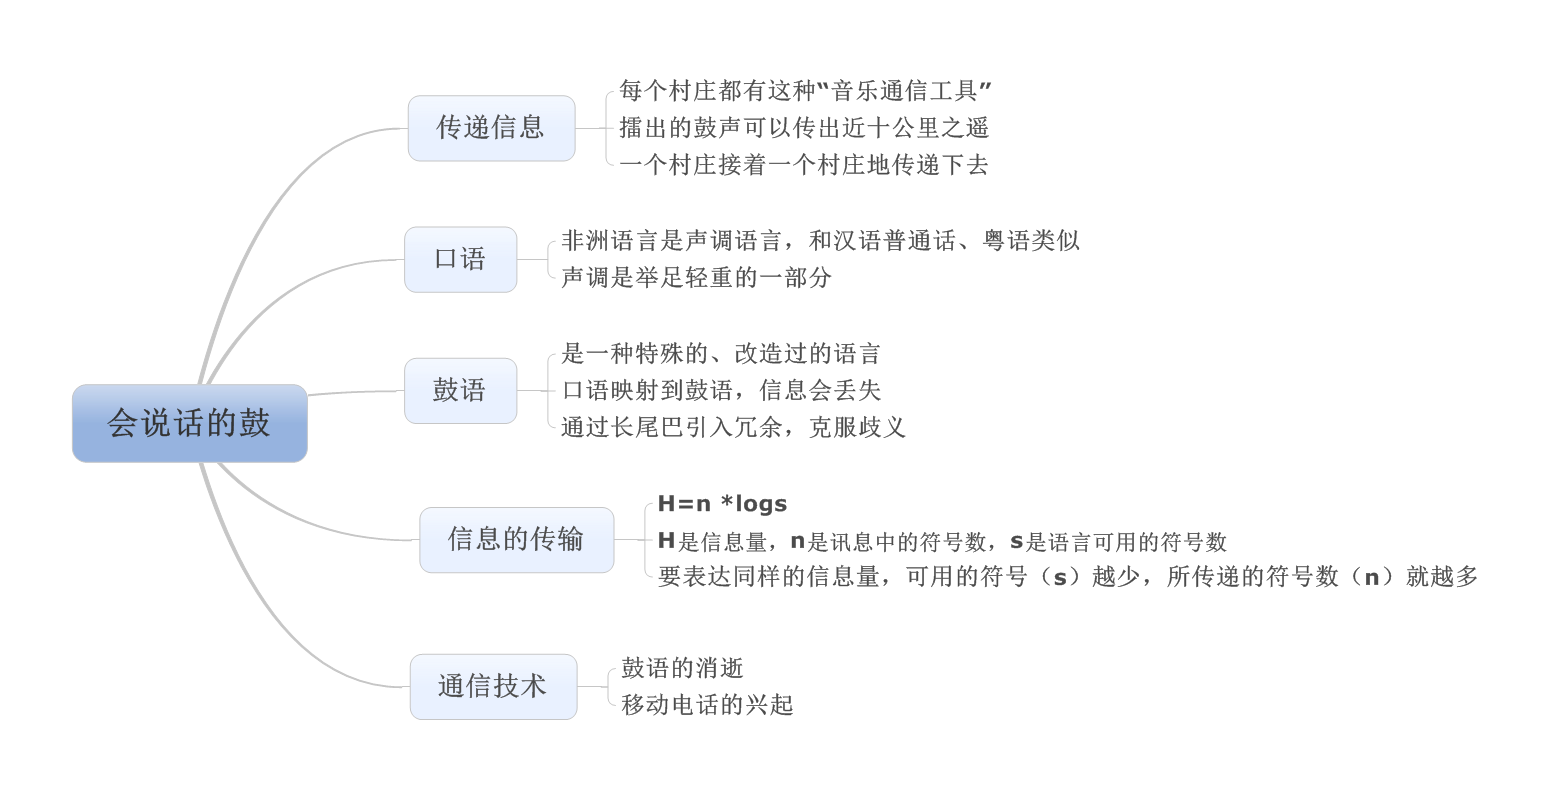 传递信息
每个村庄都有这种“音乐通信工具”
擂出的鼓声可以传出近十公里之遥
一个村庄接着一个村庄地传递下去
口语
非洲语言是声调语言，和汉语普通话、粤语类似
声调是举足轻重的一部分
会说话的鼓
鼓语
是一种特殊的、改造过的语言
口语映射到鼓语，信息会丢失
通过长尾巴引入冗余，克服歧义
信息的传输
H=n *logs
H是信息量，n是讯息中的符号数，s是语言可用的符号数
要表达同样的信息量，可用的符号（s）越少，所传递的符号数（n）就越多
通信技术
鼓语的消逝
移动电话的兴起